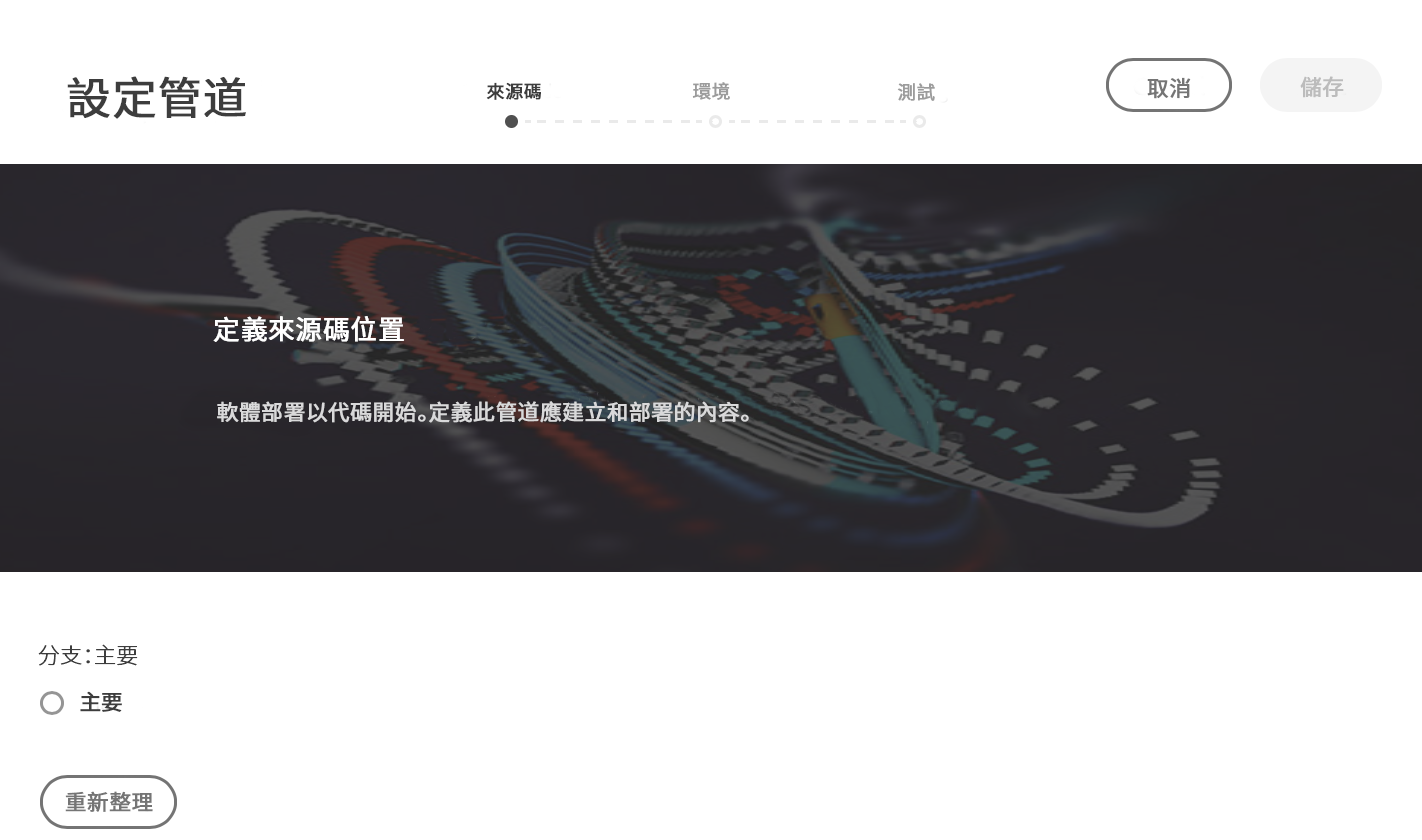 設定管道
來源碼
環境
測試
取消
儲存
定義來源碼位置
軟體部署以代碼開始。定義此管道應建立和部署的內容。
分支：主要
主要
重新整理